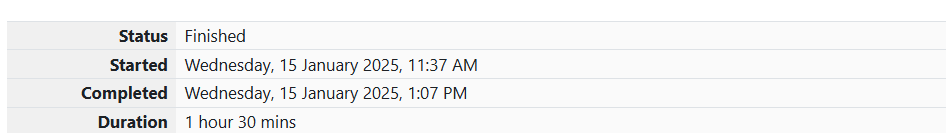 Status Finished
Started Wednesday, 15 January 2025, 11:37 AM
Completed Wednesday, 15 January 2025, 1:07 PM
Duration 1 hour 30 mins